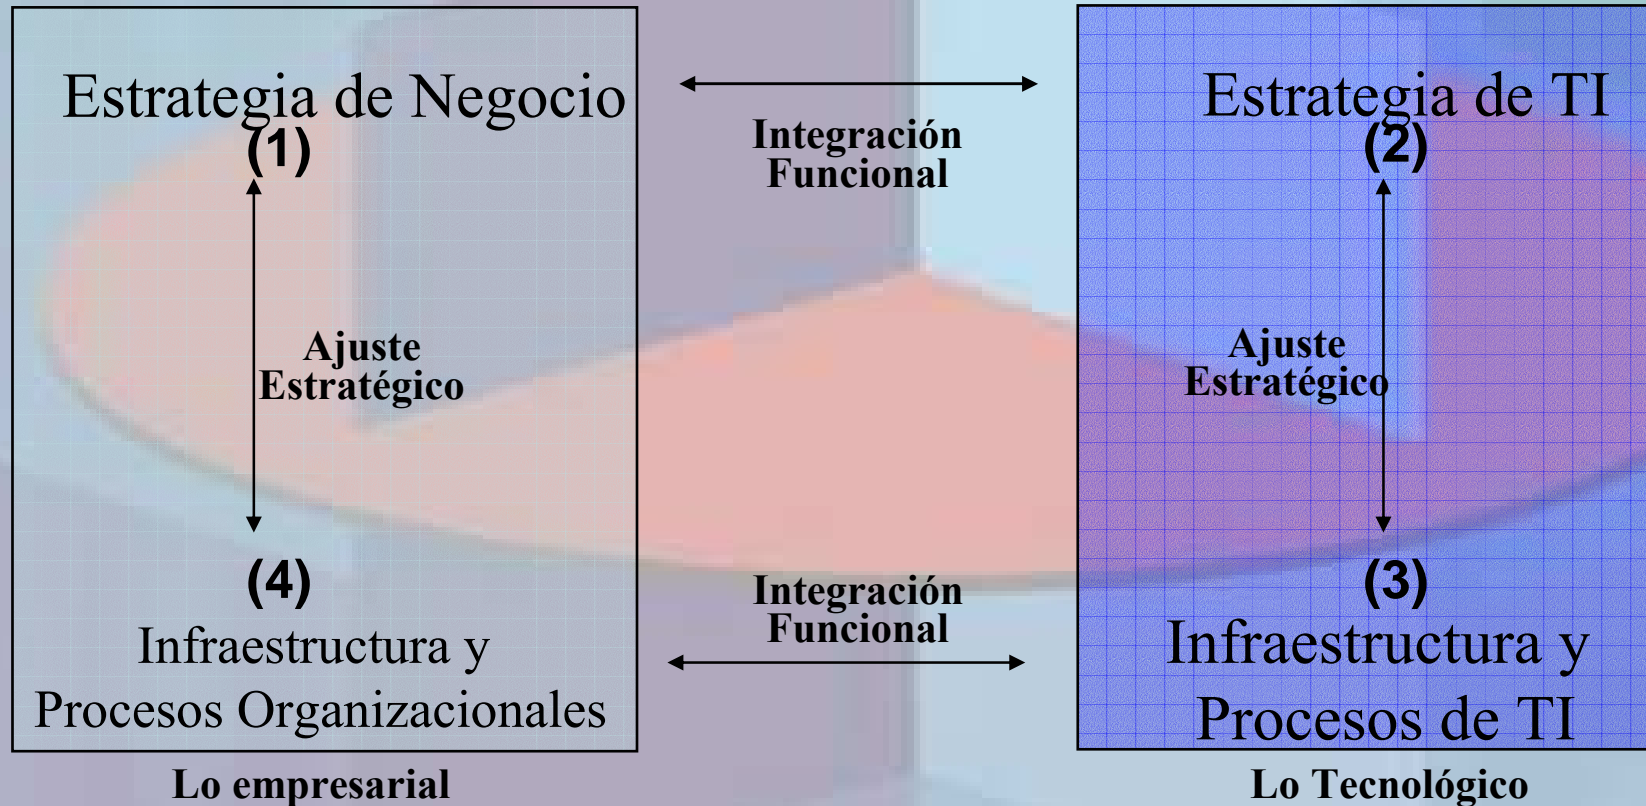 Estrategia de Negocio
(1)
Integración
Funcional
Estrategia de TI
(2)
Ajuste
Estratégico
Ajuste
Estratégico
(4)
Infraestructura y
Procesos Organizacionales
Integración
Funcional
(3)
Infraestructura y
Procesos de TI
Lo empresarial
Lo Tecnológico